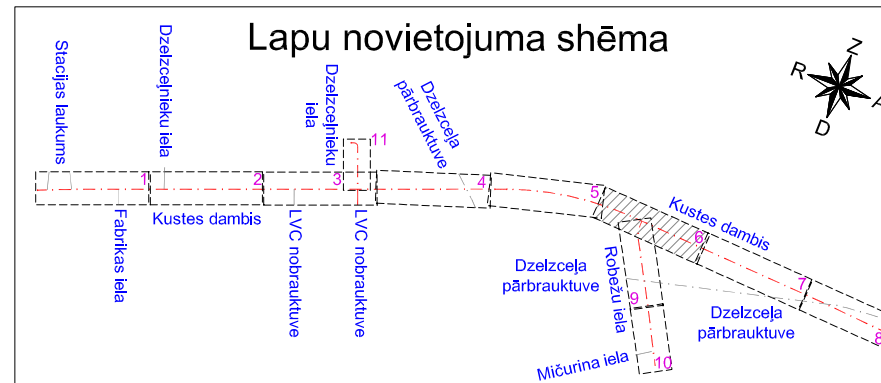 Lapu novietojuma shēma
Stacijas laukums
Dzelzceļnieku iela
Dzelzceļnieku
iela
Dzelzceļa
pārbrauktuve
Z
R
A
D
11
1
2
3
4
5
6
7
8
9
10
Fabrikas iela
Kustes dambis
LVC nobrauktuve
LVC nobrauktuve
Kustes dambis
Dzelzceļa
pārbrauktuve
Robežu iela
Dzelzceļa
pārbrauktuve
Mičurina iela